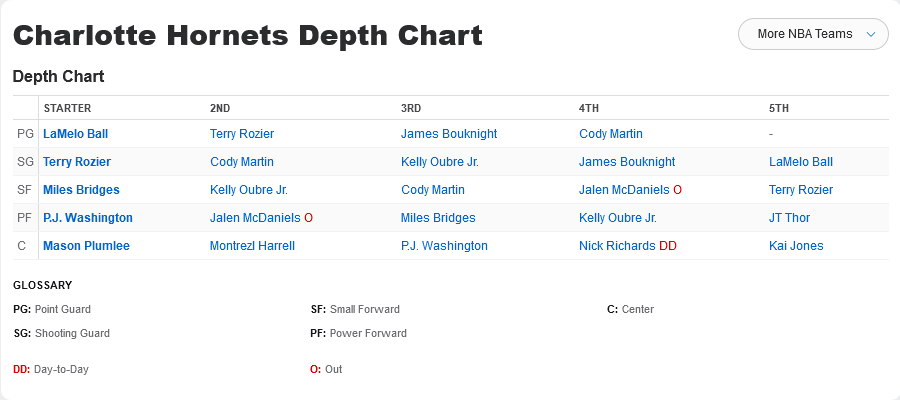 Charlotte Hornets Depth Chart
More NBA Teams
Depth Chart
STARTER 2ND 3RD 4TH 5TH
PG LaMelo Ball Terry Rozier James Bouknight Cody Martin -
SG Terry Rozier Cody Martin Kelly Oubre Jr. James Bouknight LaMelo Ball
SF Miles Bridges Kelly Oubre Jr. Cody Martin Jalen McDaniels O Terry Rozier
PF P.J. Washington Jalen McDaniels O Miles Bridges Kelly Oubre Jr. JT Thor
C Mason Plumlee Montrezl Harrell P.J. Washington Nick Richards DD Kai Jones
GLOSSARY
PG: Point Guard SF: Small Forward C: Center
SG: Shooting Guard PF: Power Forward
DD: Day-to-Day O: Out